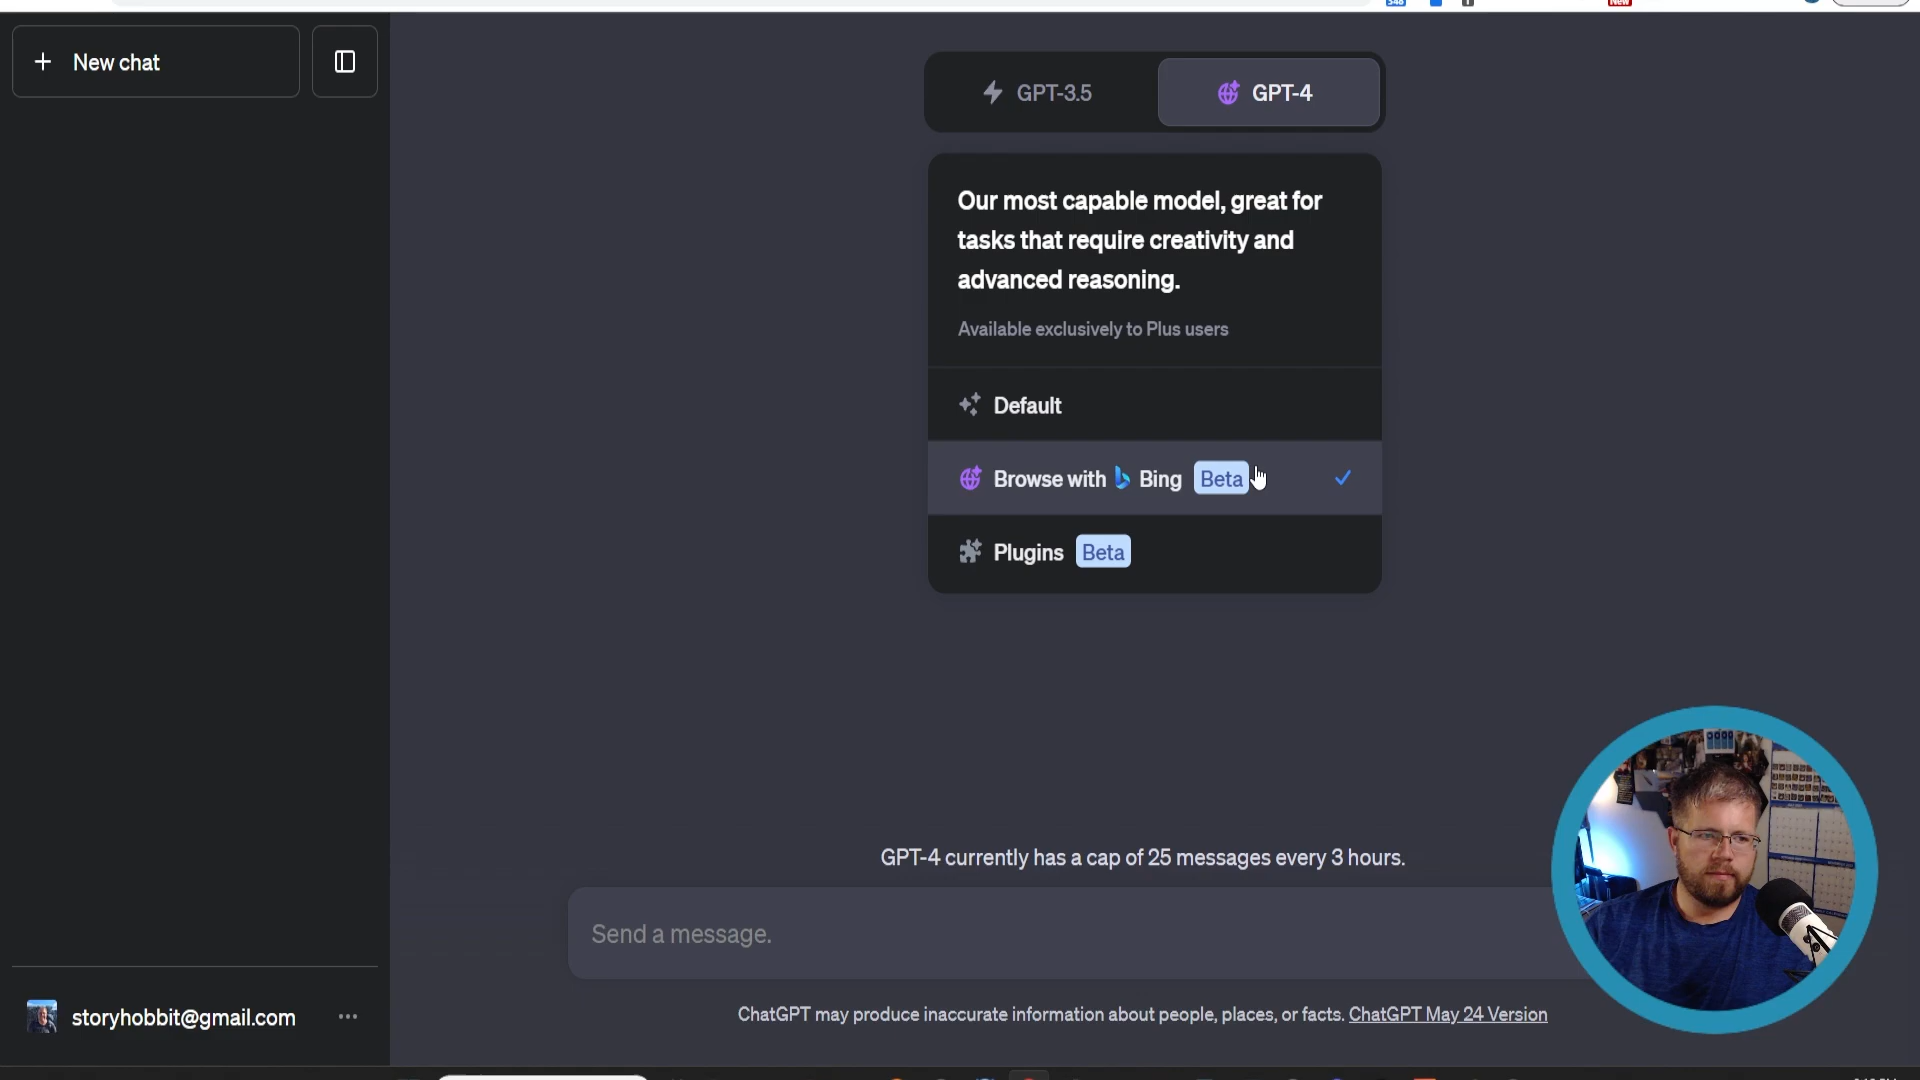 New chat
GPT-3.5
GPT-4
Our most capable model, great for
tasks that require creativity and
advanced reasoning.
Available exclusively to Plus users
Default
Browse with Bing Beta
Plugins Beta
GPT-4 currently has a cap of 25 messages every 3 hours.
Send a message.
ChatGPT may produce inaccurate information about people, places, or facts. ChatGPT May 24 Version
storyhobbit@gmail.com